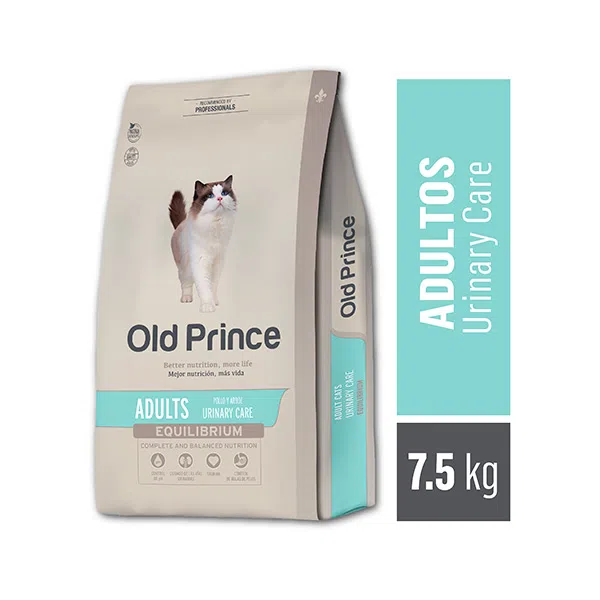 RECOMMENDED BY
PROFESSIONALS
Old Prince
Better nutrition, more life
Mejor nutrición, más vida
ADULTS
POLLO Y ARROZ
URINARY CARE
EQUILIBRIUM
COMPLETE AND BALANCED NUTRITION
Old Prince
ADULT CATS
URINARY CARE
EQUILIBRIUM
ADULTOS
Urinary Care
7.5 kg